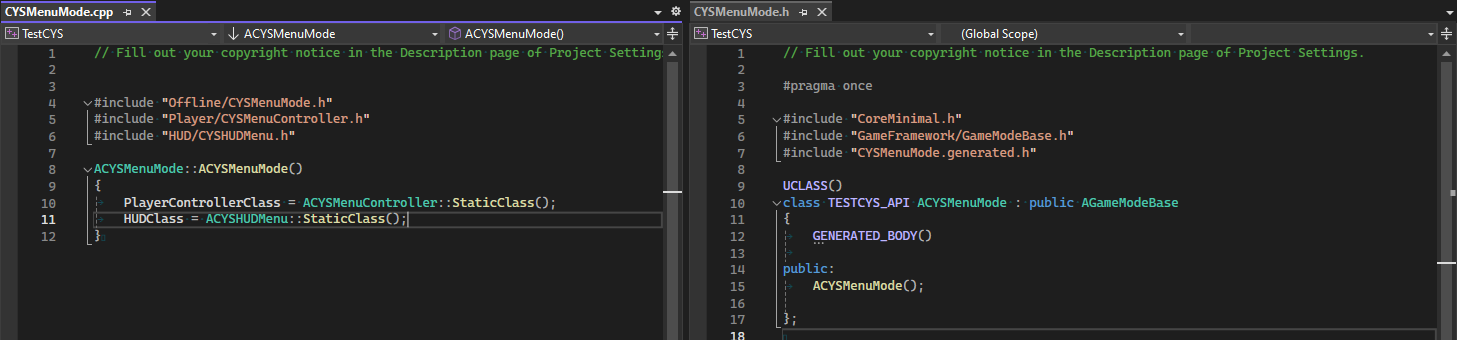 CYSMenuMode.cpp
TestCYS
ACYSMenuMode
ACYSMenuMode()
1 // Fill out your copyright notice in the Description page of Project Settings
2
3
4 #include "Offline/CYSMenuMode.h"
5 #include "Player/CYSMenuController.h"
6 #include "HUD/CYSHUDMenu.h"
7
8 ACYSMenuMode::ACYSMenuMode()
9 {
10 PlayerControllerClass = ACYSMenuController::StaticClass();
11 HUDClass = ACYSHUDMenu::StaticClass();
12 }
CYSMenuMode.h
TestCYS
(Global Scope)
1 // Fill out your copyright notice in the Description page of Project Settings.
2
3 #pragma once
4
5 #include "CoreMinimal.h"
6 #include "GameFramework/GameModeBase.h"
7 #include "CYSMenuMode.generated.h"
8
9 UCLASS()
10 class TESTCYS_API ACYSMenuMode : public AGameModeBase
11 {
12 GENERATED_BODY()
13
14 public:
15 ACYSMenuMode();
16
17 };
18